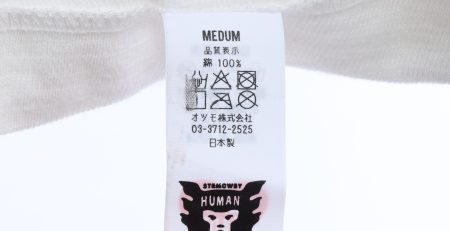 MEDUM
品質表示
綿 100%
オツモ株式会社
03-3712-2525
日本製
STEMCWBY
HUMAN